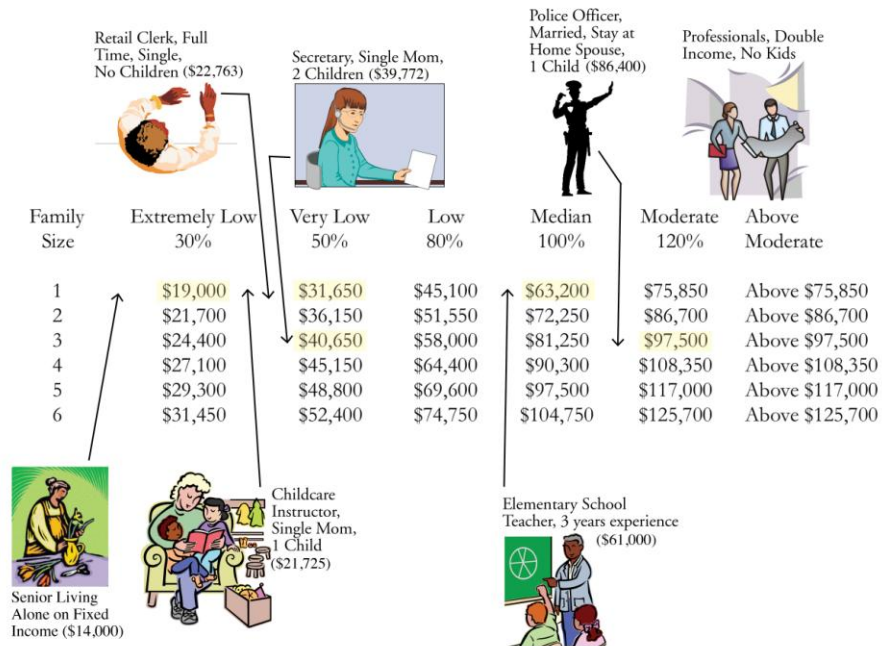 Retail Clerk, Full
Time, Single,
No Children ($22,763)
Secretary, Single Mom,
2 Children ($39,772)
Police Officer,
Married, Stay at
Home Spouse,
1 Child ($86,400)
Professionals, Double
Income, No Kids
Family Size Extremely Low 30% Very Low 50% Low 80% Median 100% Moderate 120% Above Moderate
1 $19,000 $31,650 $45,100 $63,200 $75,850 Above $75,850
2 $21,700 $36,150 $51,550 $72,250 $86,700 Above $86,700
3 $24,400 $40,650 $58,000 $81,250 $97,500 Above $97,500
4 $27,100 $45,150 $64,400 $90,300 $108,350 Above $108,350
5 $29,300 $48,800 $69,600 $97,500 $117,000 Above $117,000
6 $31,450 $52,400 $74,750 $104,750 $125,700 Above $125,700
Senior Living
Alone on Fixed
Income ($14,000)
Childcare
Instructor,
Single Mom,
1 Child
($21,725)
Elementary School
Teacher, 3 years experience
($61,000)